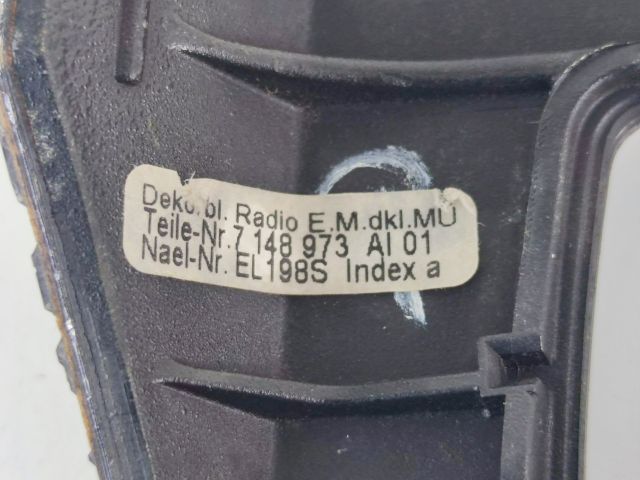 Dekorbl. Radio E.M.dkl.MU
Teile-Nr.7 148 973 AI 01
Nael-Nr. EL198S Index a